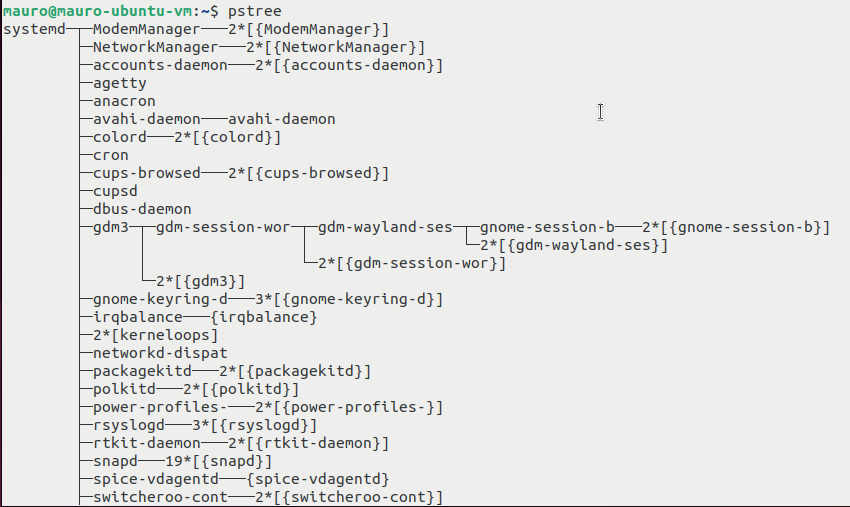 mauro@mauro-ubuntu-vm:~$ pstree
systemd─┬─ModemManager───2*[{ModemManager}]
        ├─NetworkManager───2*[{NetworkManager}]
        ├─accounts-daemon───2*[{accounts-daemon}]
        ├─agetty
        ├─anacron
        ├─avahi-daemon───avahi-daemon
        ├─colord───2*[{colord}]
        ├─cron
        ├─cups-browsed───2*[{cups-browsed}]
        ├─cupsd
        ├─dbus-daemon
        ├─gdm3─┬─gdm-session-wor─┬─gdm-wayland-ses─┬─gnome-session-b───2*[{gnome-session-b}]
        │      │                 │                 └─2*[{gdm-wayland-ses}]
        │      │                 └─2*[{gdm-session-wor}]
        │      └─2*[{gdm3}]
        ├─gnome-keyring-d───3*[{gnome-keyring-d}]
        ├─irqbalance───{irqbalance}
        ├─2*[kerneloops]
        ├─networkd-dispat
        ├─packagekitd───2*[{packagekitd}]
        ├─polkitd───2*[{polkitd}]
        ├─power-profiles-───2*[{power-profiles-}]
        ├─rsyslogd───3*[{rsyslogd}]
        ├─rtkit-daemon───2*[{rtkit-daemon}]
        ├─snapd───19*[{snapd}]
        ├─spice-vdagentd───{spice-vdagentd}
        ├─switcheroo-cont───2*[{switcheroo-cont}]